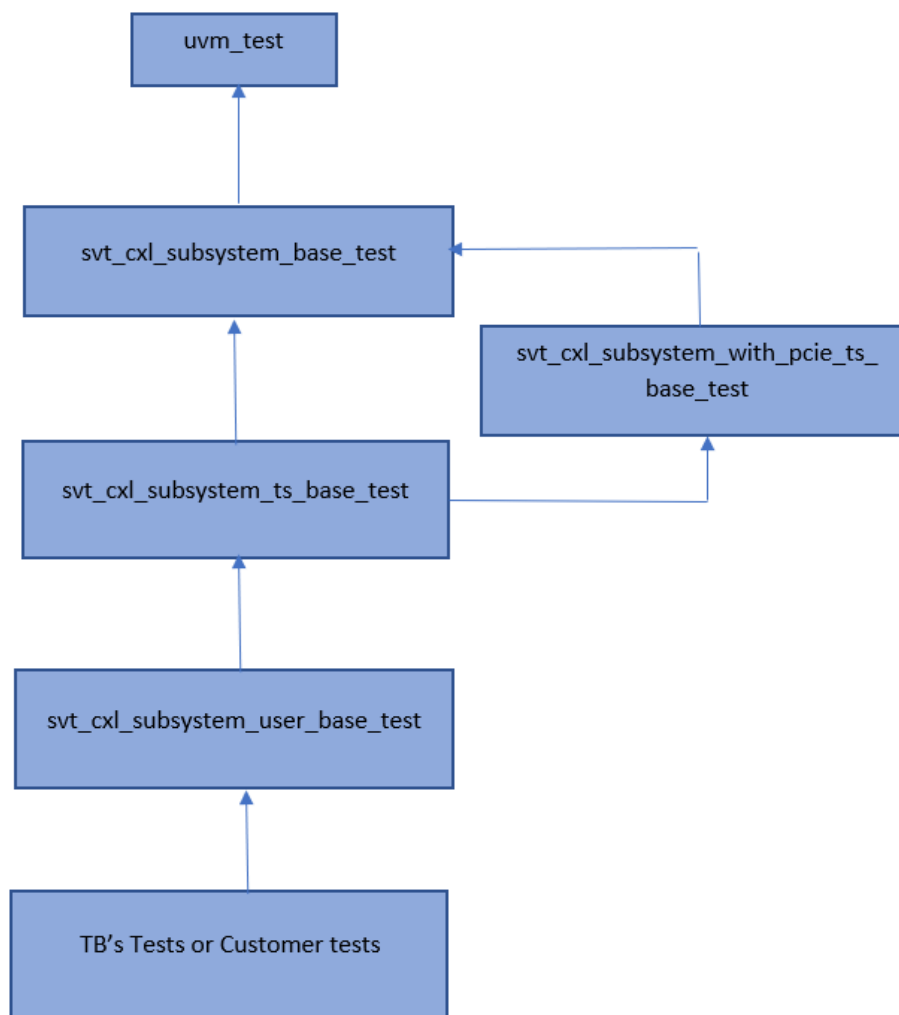 uvm_test
svt_cxl_subsystem_base_test
svt_cxl_subsystem_with_pcie_ts_
base_test
svt_cxl_subsystem_ts_base_test
svt_cxl_subsystem_user_base_test
TB’s Tests or Customer tests